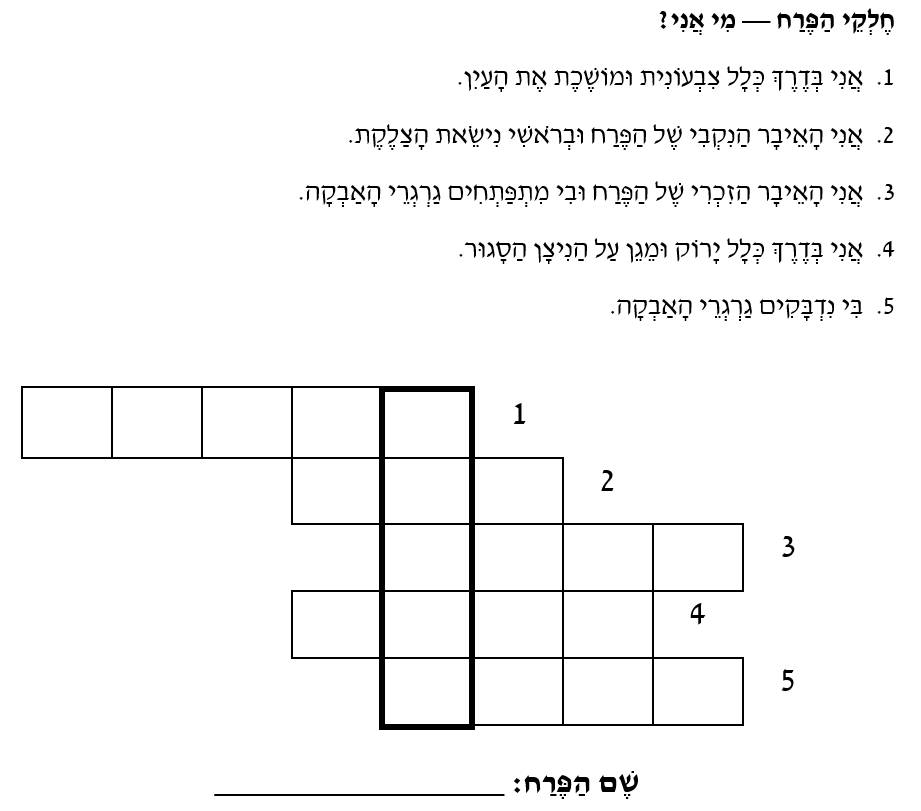 חֶלְקֵי הַפֶּרַח — מִי אֲנִי?
1. אֲנִי בְּדֶרֶךְ כְּלָל צִבְעוֹנִית וּמוֹשֶׁכֶת אֶת הָעַיִן.
2. אֲנִי הָאֵיבָר הַנִקְבִי שֶׁל הַפֶּרַח וּבְרֹאשִׁי נִישֵּׂאת הַצַּלֶקֶת.
3. אֲנִי הָאֵיבָר הַזִכְרִי שֶׁל הַפֶּרַח וּבִי מִתְפַּתְחִים גַרְגְרֵי הָאַבְקָה.
4. אֲנִי בְּדֶרֶךְ כְּלָל יָרוֹק וּמֵגֵן עַל הַנִיצָן הַסָגוּר.
5. בִּי נִדְבָּקִים גַרְגְרֵי הָאַבְקָה.
1
2
3
4
5
שֶׁם הַפֶּרַח: ____________